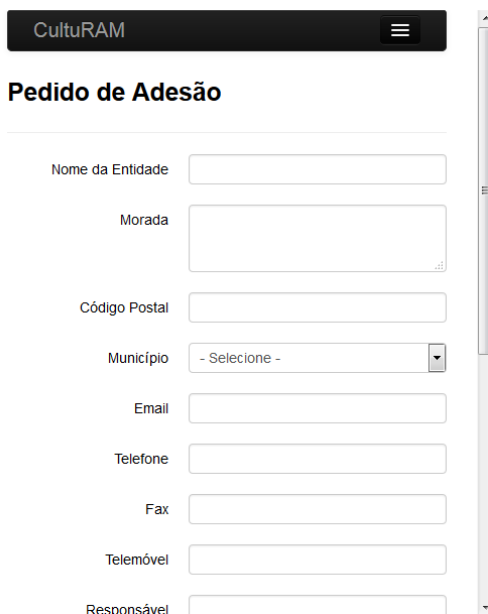 CultuRAM
Pedido de Adesão
Nome da Entidade
Morada
Código Postal
Município
- Selecione -
Email
Telefone
Fax
Telemóvel
Responsável